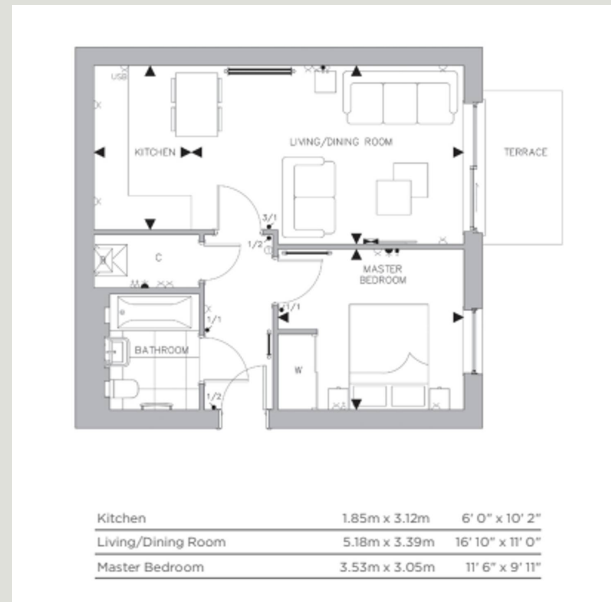 USB
KITCHEN
LIVING/DINING ROOM
TERRACE
3/1
1/2
B
C
MASTER
BEDROOM
1/1
1/1
BATHROOM
W
1/2
Kitchen 1.85m x 3.12m 6' 0" x 10' 2"
Living/Dining Room 5.18m x 3.39m 16' 10" x 11' 0"
Master Bedroom 3.53m x 3.05m 11' 6" x 9' 11"